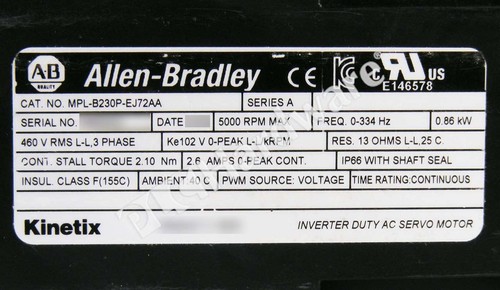 AB Allen-Bradley CE c UR US
E146578
CAT. NO. MPL-B230P-EJ72AA SERIES A
SERIAL NO. DATE 5000 RPM MAX FREQ. 0-334 Hz 0.86 kW
460 V RMS L-L,3 PHASE Ke102 V 0-PEAK L-L/kRPM RES. 13 OHMS L-L,25 C.
CONT. STALL TORQUE 2.10 Nm 2.6 AMPS 0-PEAK CONT. IP66 WITH SHAFT SEAL
INSUL. CLASS F(155C) AMBIENT 40 C PWM SOURCE: VOLTAGE TIME RATING:CONTINUOUS
Kinetix INVERTER DUTY AC SERVO MOTOR